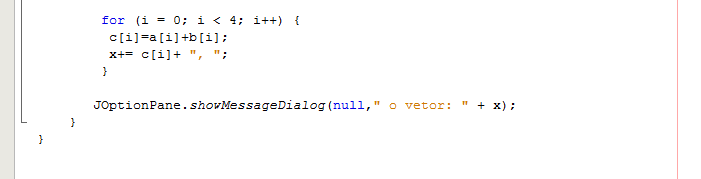 for (i = 0; i < 4; i++) {
c[i]=a[i]+b[i];
x+= c[i]+ ", ";
}
JOptionPane.showMessageDialog(null," o vetor: " + x);
}
}